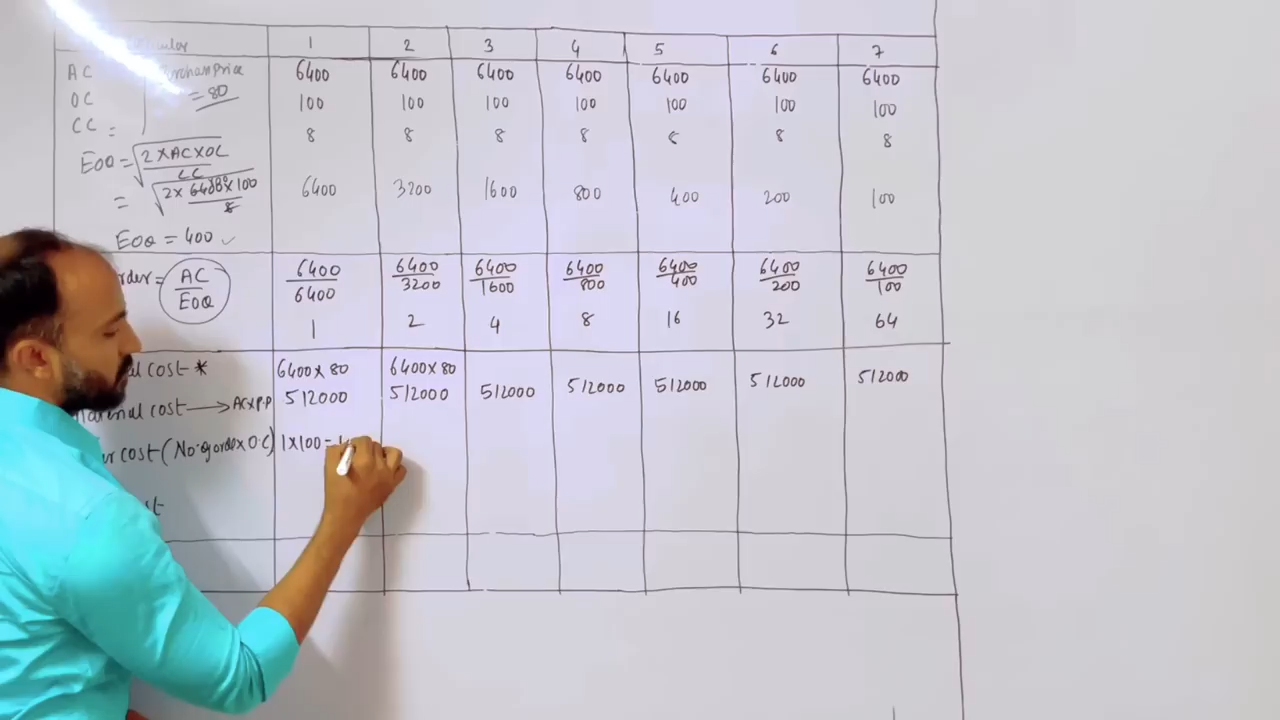 1 2 3 4 5 6 7
AC 6400 6400 6400 6400 6400 6400 6400
= 80
OC 100 100 100 100 100 100 100
CC = 8 8 8 8 8 8 8
EOQ = √2 X AC X OC
CC
= √2 x 6400 x 100 6400 3200 1600 800 400 200 100
8
EOQ = 400 ✓
AC 6400 6400 6400 6400 6400 6400 6400
EOQ 6400 3200 1600 800 400 200 100
1 2 4 8 16 32 64
cost * 6400 x 80 6400 x 80
cost → AC x P.P 512000 512000 512000 512000 512000 512000 512000
cost (No. of order x O.C) 1 x 100 =